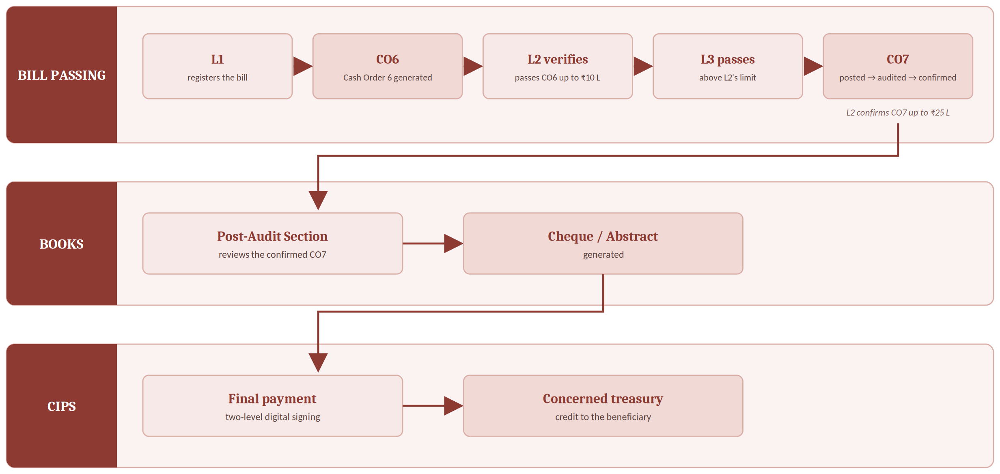 BILL PASSING
L1
registers the bill
CO6
Cash Order 6 generated
L2 verifies
passes CO6 up to ₹10 L
L3 passes
above L2's limit
CO7
posted → audited → confirmed
L2 confirms CO7 up to ₹25 L
BOOKS
Post-Audit Section
reviews the confirmed CO7
Cheque / Abstract
generated
CIPS
Final payment
two-level digital signing
Concerned treasury
credit to the beneficiary